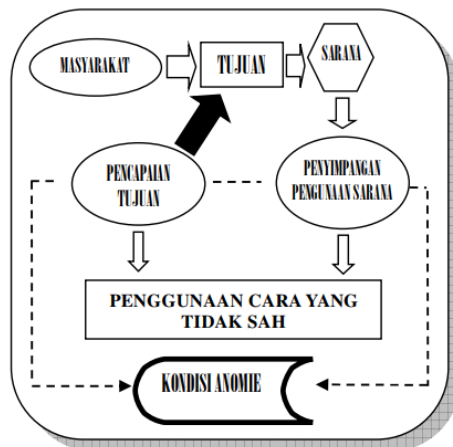 MASYARAKAT
TUJUAN
SARANA
PENCAPAIAN
TUJUAN
PENYIMPANGAN
PENGUNAAN SARANA
PENGGUNAAN CARA YANG
TIDAK SAH
KONDISI ANOMIE